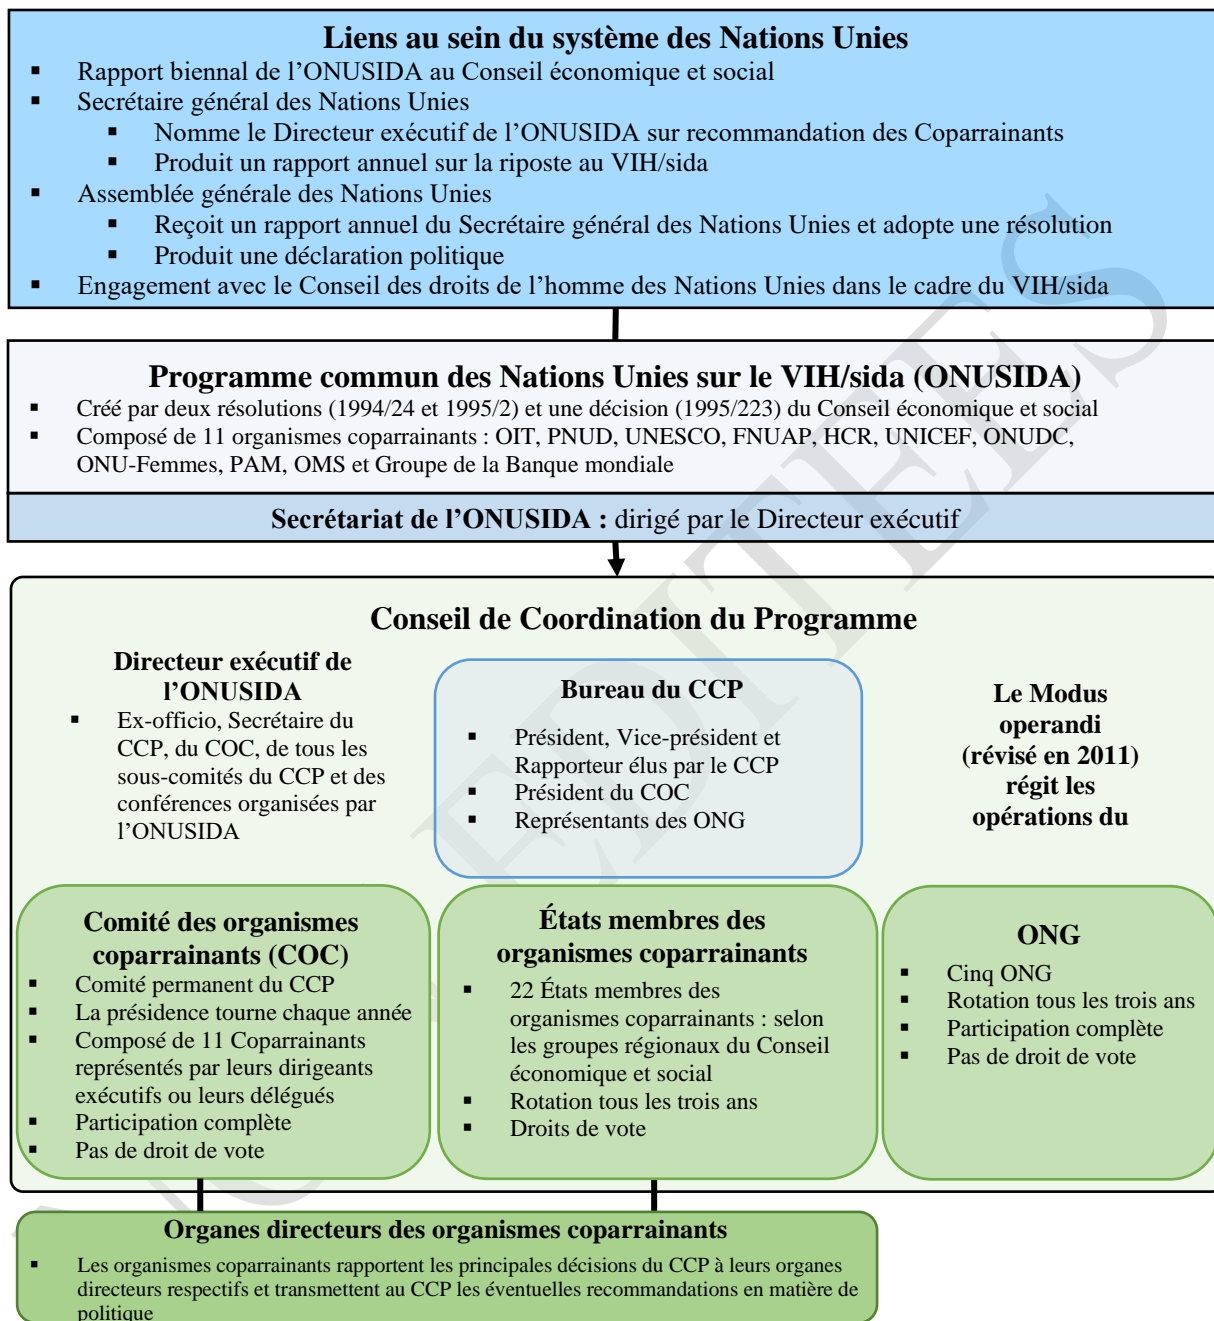 Liens au sein du système des Nations Unies
▪ Rapport biennal de l’ONUSIDA au Conseil économique et social
▪ Secrétaire général des Nations Unies
▪ Nomme le Directeur exécutif de l’ONUSIDA sur recommandation des Coparrainants
▪ Produit un rapport annuel sur la riposte au VIH/sida
▪ Assemblée générale des Nations Unies
▪ Reçoit un rapport annuel du Secrétaire général des Nations Unies et adopte une résolution
▪ Produit une déclaration politique
▪ Engagement avec le Conseil des droits de l’homme des Nations Unies dans le cadre du VIH/sida
Programme commun des Nations Unies sur le VIH/sida (ONUSIDA)
▪ Créé par deux résolutions (1994/24 et 1995/2) et une décision (1995/223) du Conseil économique et social
▪ Composé de 11 organismes coparrainants : OIT, PNUD, UNESCO, FNUAP, HCR, UNICEF, ONUDC,
ONU-Femmes, PAM, OMS et Groupe de la Banque mondiale
Secrétariat de l’ONUSIDA : dirigé par le Directeur exécutif
Conseil de Coordination du Programme
Directeur exécutif de
l’ONUSIDA
▪ Ex-officio, Secrétaire du
CCP, du COC, de tous les
sous-comités du CCP et des
conférences organisées par
l’ONUSIDA
Bureau du CCP
▪ Président, Vice-président et
Rapporteur élus par le CCP
▪ Président du COC
▪ Représentants des ONG
Le Modus
operandi
(révisé en 2011)
régit les
opérations du
Comité des organismes
coparrainants (COC)
▪ Comité permanent du CCP
▪ La présidence tourne chaque année
▪ Composé de 11 Coparrainants
représentés par leurs dirigeants
exécutifs ou leurs délégués
▪ Participation complète
▪ Pas de droit de vote
États membres des
organismes coparrainants
▪ 22 États membres des
organismes coparrainants : selon
les groupes régionaux du Conseil
économique et social
▪ Rotation tous les trois ans
▪ Droits de vote
ONG
▪ Cinq ONG
▪ Rotation tous les trois ans
▪ Participation complète
▪ Pas de droit de vote
Organes directeurs des organismes coparrainants
▪ Les organismes coparrainants rapportent les principales décisions du CCP à leurs organes
directeurs respectifs et transmettent au CCP les éventuelles recommandations en matière de
politique